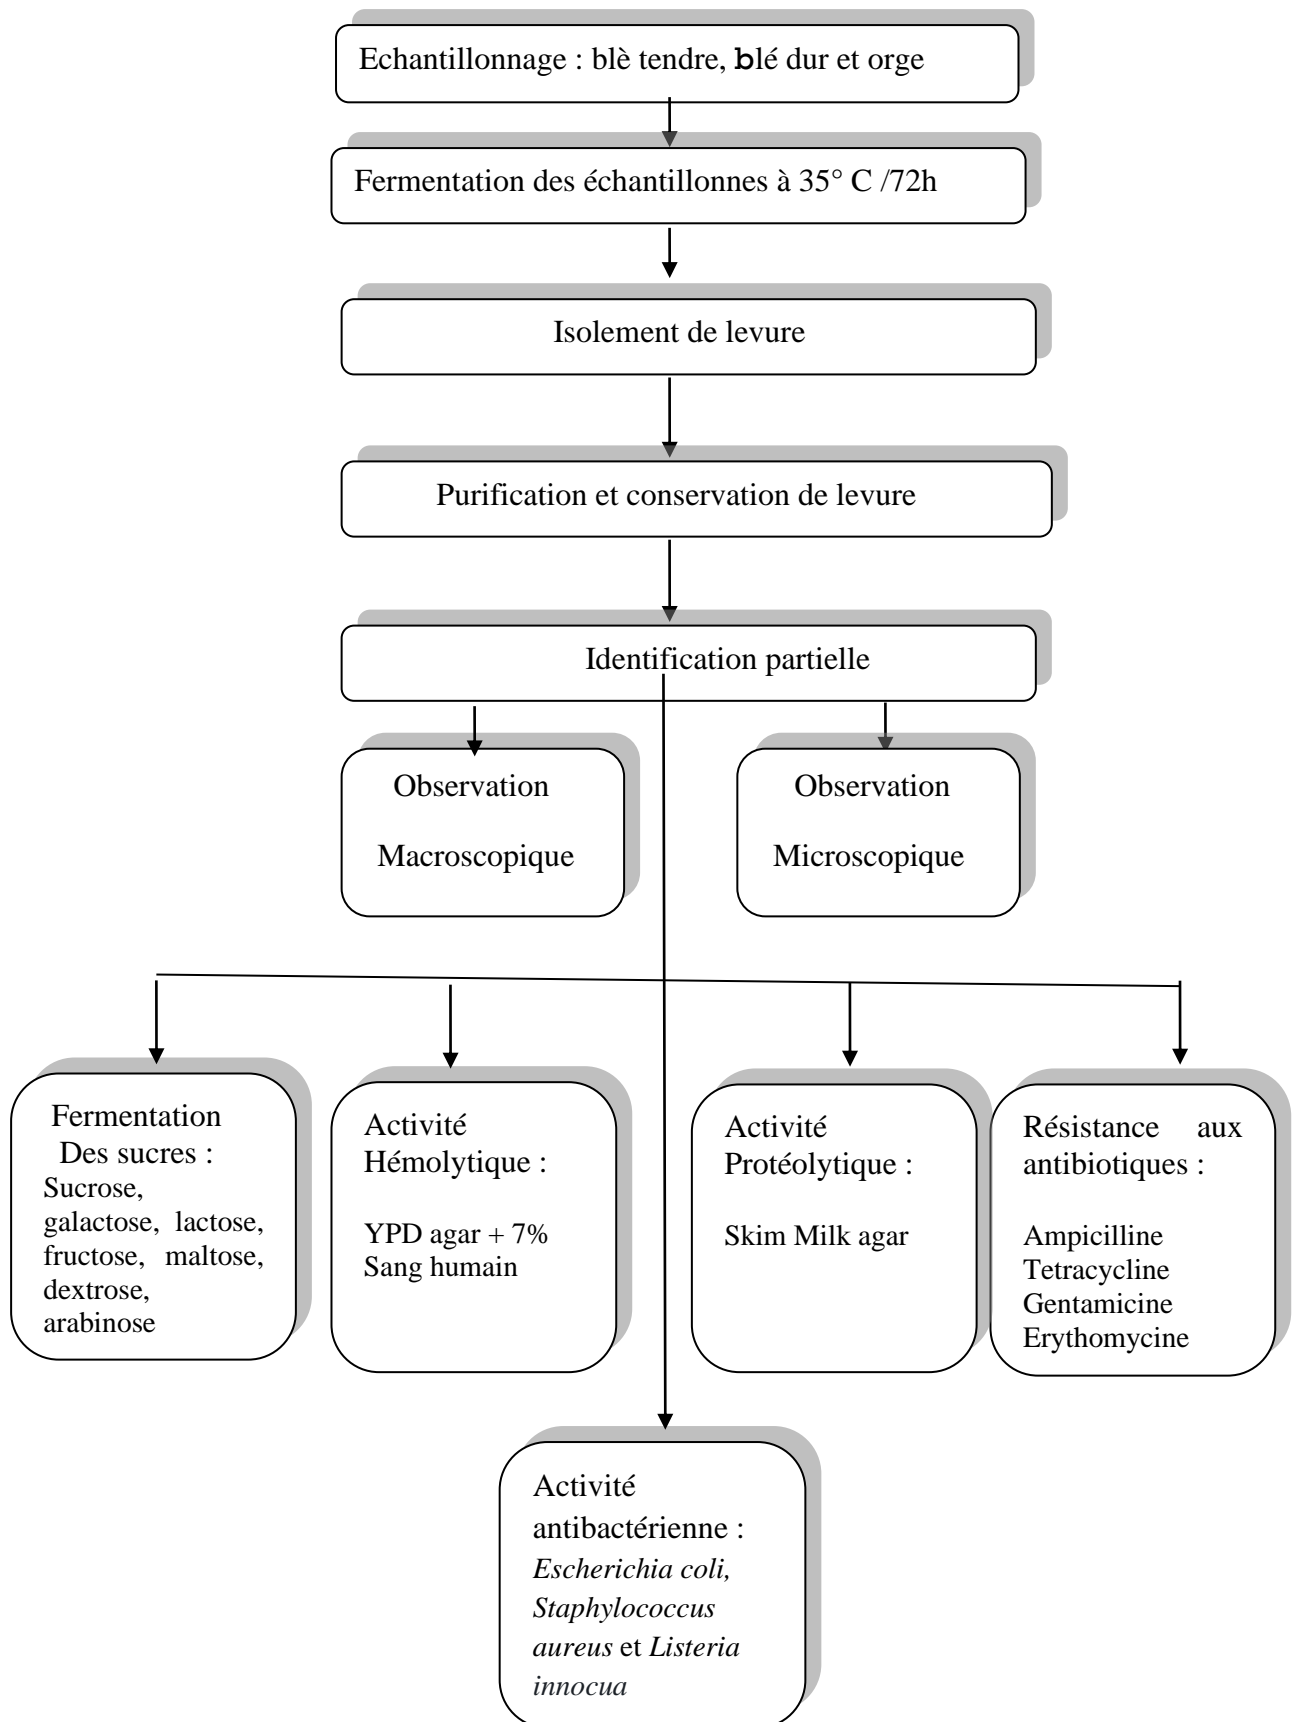 Echantillonnage : blè tendre, blé dur et orge
Fermentation des échantillonnes à 35° C /72h
Isolement de levure
Purification et conservation de levure
Identification partielle
Observation
Macroscopique
Observation
Microscopique
Fermentation
Des sucres :
Sucrose,
galactose, lactose,
fructose, maltose,
dextrose,
arabinose
Activité
Hémolytique :
YPD agar + 7%
Sang humain
Activité
Protéolytique :
Skim Milk agar
Résistance aux
antibiotiques :
Ampicilline
Tetracycline
Gentamicine
Erythomycine
Activité
antibactérienne :
Escherichia coli,
Staphylococcus
aureus et Listeria
innocua